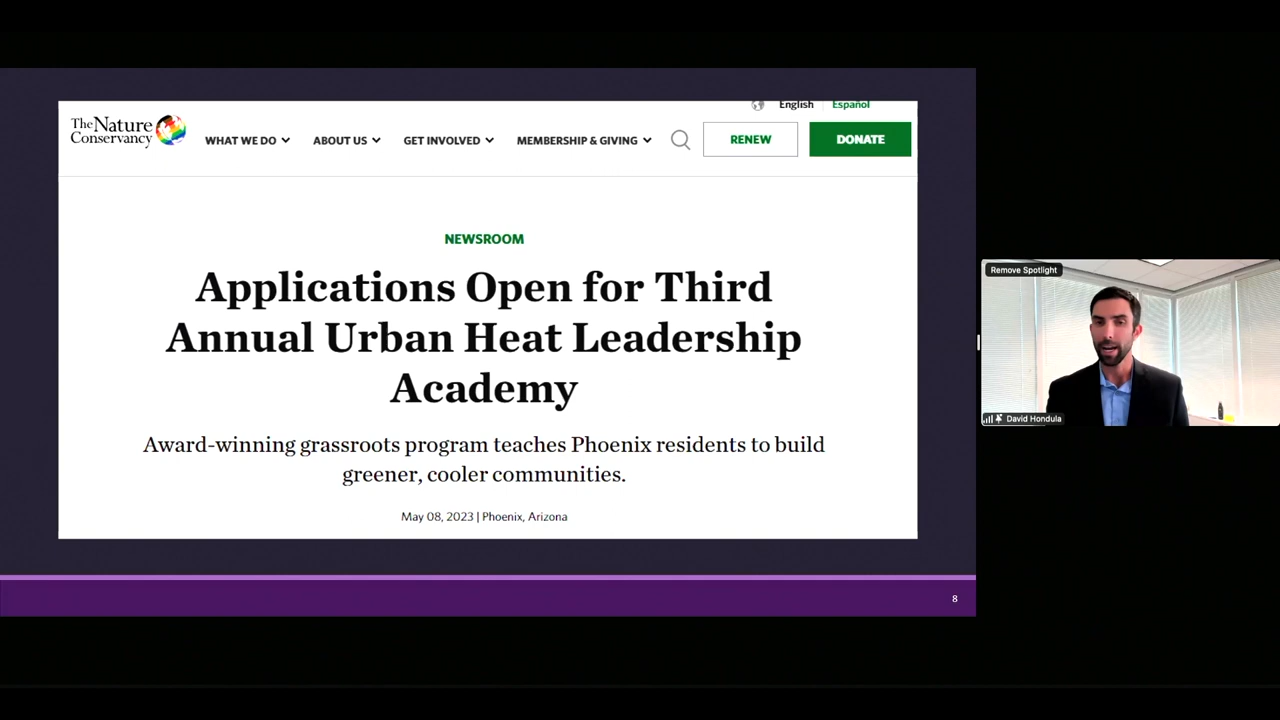 English Español
The Nature
Conservancy
WHAT WE DO ABOUT US GET INVOLVED MEMBERSHIP & GIVING RENEW DONATE
NEWSROOM
Applications Open for Third
Annual Urban Heat Leadership
Academy
Award-winning grassroots program teaches Phoenix residents to build
greener, cooler communities.
May 08, 2023 | Phoenix, Arizona
8
Remove Spotlight
David Hondula